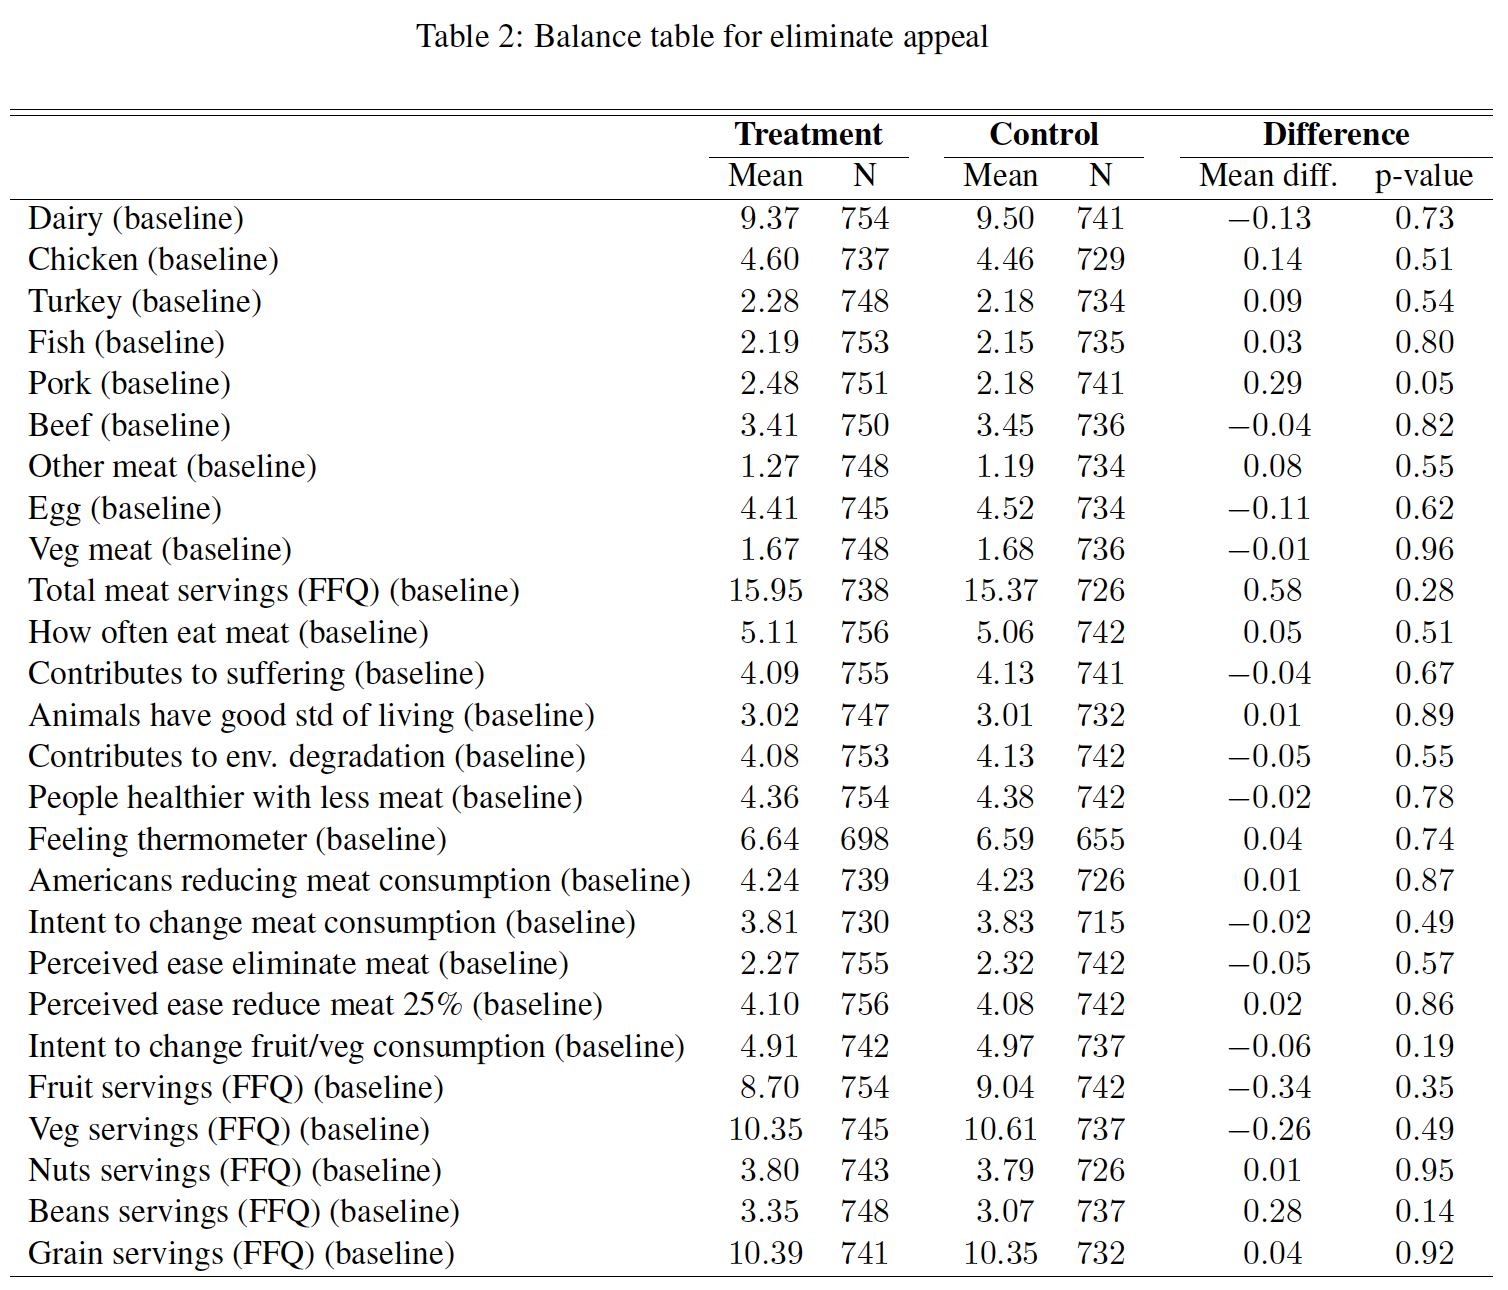 Table 2: Balance table for eliminate appeal
Treatment Control Difference
Mean N Mean N Mean diff. p-value
Dairy (baseline) 9.37 754 9.50 741 −0.13 0.73
Chicken (baseline) 4.60 737 4.46 729 0.14 0.51
Turkey (baseline) 2.28 748 2.18 734 0.09 0.54
Fish (baseline) 2.19 753 2.15 735 0.03 0.80
Pork (baseline) 2.48 751 2.18 741 0.29 0.05
Beef (baseline) 3.41 750 3.45 736 −0.04 0.82
Other meat (baseline) 1.27 748 1.19 734 0.08 0.55
Egg (baseline) 4.41 745 4.52 734 −0.11 0.62
Veg meat (baseline) 1.67 748 1.68 736 −0.01 0.96
Total meat servings (FFQ) (baseline) 15.95 738 15.37 726 0.58 0.28
How often eat meat (baseline) 5.11 756 5.06 742 0.05 0.51
Contributes to suffering (baseline) 4.09 755 4.13 741 −0.04 0.67
Animals have good std of living (baseline) 3.02 747 3.01 732 0.01 0.89
Contributes to env. degradation (baseline) 4.08 753 4.13 742 −0.05 0.55
People healthier with less meat (baseline) 4.36 754 4.38 742 −0.02 0.78
Feeling thermometer (baseline) 6.64 698 6.59 655 0.04 0.74
Americans reducing meat consumption (baseline) 4.24 739 4.23 726 0.01 0.87
Intent to change meat consumption (baseline) 3.81 730 3.83 715 −0.02 0.49
Perceived ease eliminate meat (baseline) 2.27 755 2.32 742 −0.05 0.57
Perceived ease reduce meat 25% (baseline) 4.10 756 4.08 742 0.02 0.86
Intent to change fruit/veg consumption (baseline) 4.91 742 4.97 737 −0.06 0.19
Fruit servings (FFQ) (baseline) 8.70 754 9.04 742 −0.34 0.35
Veg servings (FFQ) (baseline) 10.35 745 10.61 737 −0.26 0.49
Nuts servings (FFQ) (baseline) 3.80 743 3.79 726 0.01 0.95
Beans servings (FFQ) (baseline) 3.35 748 3.07 737 0.28 0.14
Grain servings (FFQ) (baseline) 10.39 741 10.35 732 0.04 0.92